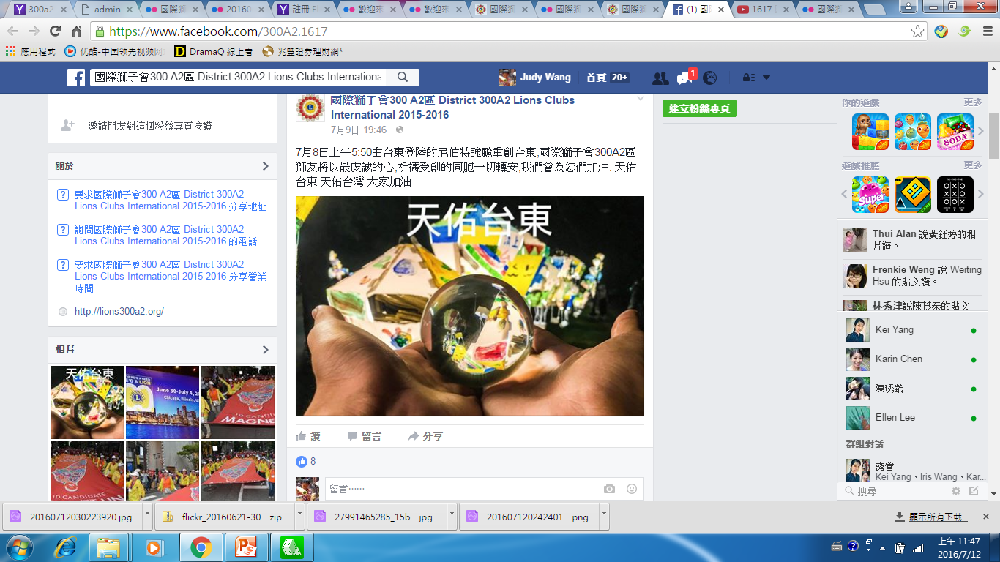 300a2
admin
國際獅
20160
註冊 F
歡迎來
歡迎來
國際獅
國際獅
國際獅
(1) 國
1617
國際獅
https://www.facebook.com/300A2.1617
應用程式
优酷-中国领先视频网
DramaQ 線上看
兆豐證券理財網*
國際獅子會300 A2區 District 300A2 Lions Clubs Internationa
Judy Wang
首頁 20+
1
邀請朋友對這個粉絲專頁按讚
關於
要求國際獅子會300 A2區 District 300A2
Lions Clubs International 2015-2016 分享地址
詢問國際獅子會300 A2區 District 300A2
Lions Clubs International 2015-2016 的電話
要求國際獅子會300 A2區 District 300A2
Lions Clubs International 2015-2016 分享營業
時間
http://lions300a2.org/
相片
天佑台東
June 30-July 4, 20
Chicago, Illinois, U
ID CANDIDATE
MAGN
ID CANDIDATE
國際獅子會300 A2區 District 300A2 Lions Clubs
International 2015-2016
7月9日 19:46
7月8日上午5:50由台東登陸的尼伯特強颱重創台東,國際獅子會300A2區
獅友將以最虔誠的心,祈禱受創的同胞一切轉安,我們會為您們加油. 天佑
台東 天佑台灣 大家加油
天佑台東
讚
留言
分享
8
留言……
建立粉絲專頁
你的遊戲
更多
SODA
遊戲推薦
更多
Super
TIC-TAC-TOE
Thui Alan 說黃鈺婷的相
片讚。
Frenkie Weng 說 Weiting
Hsu 的貼文讚。
林秀津說陳萇泰的貼文
Kei Yang
Karin Chen
陳琇齡
Ellen Lee
群組對話
露營
Kei Yang、Iris Wang、Kar...
搜尋
20160712030223920.jpg
flickr_20160621-30....zip
27991465285_15b....jpg
201607120242401....png
顯示所有下載...
上午 11:47
2016/7/12